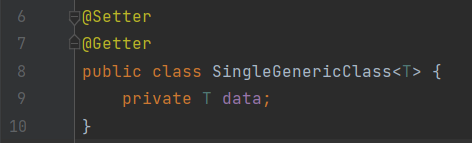 6 @Setter
7 @Getter
8 public class SingleGenericClass<T> {
9     private T data;
10 }